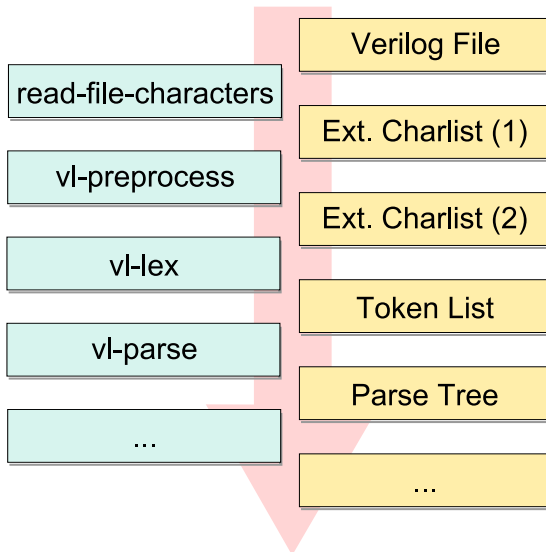 Verilog File
read-file-characters
Ext. Charlist (1)
vl-preprocess
Ext. Charlist (2)
vl-lex
Token List
vl-parse
Parse Tree
...
...